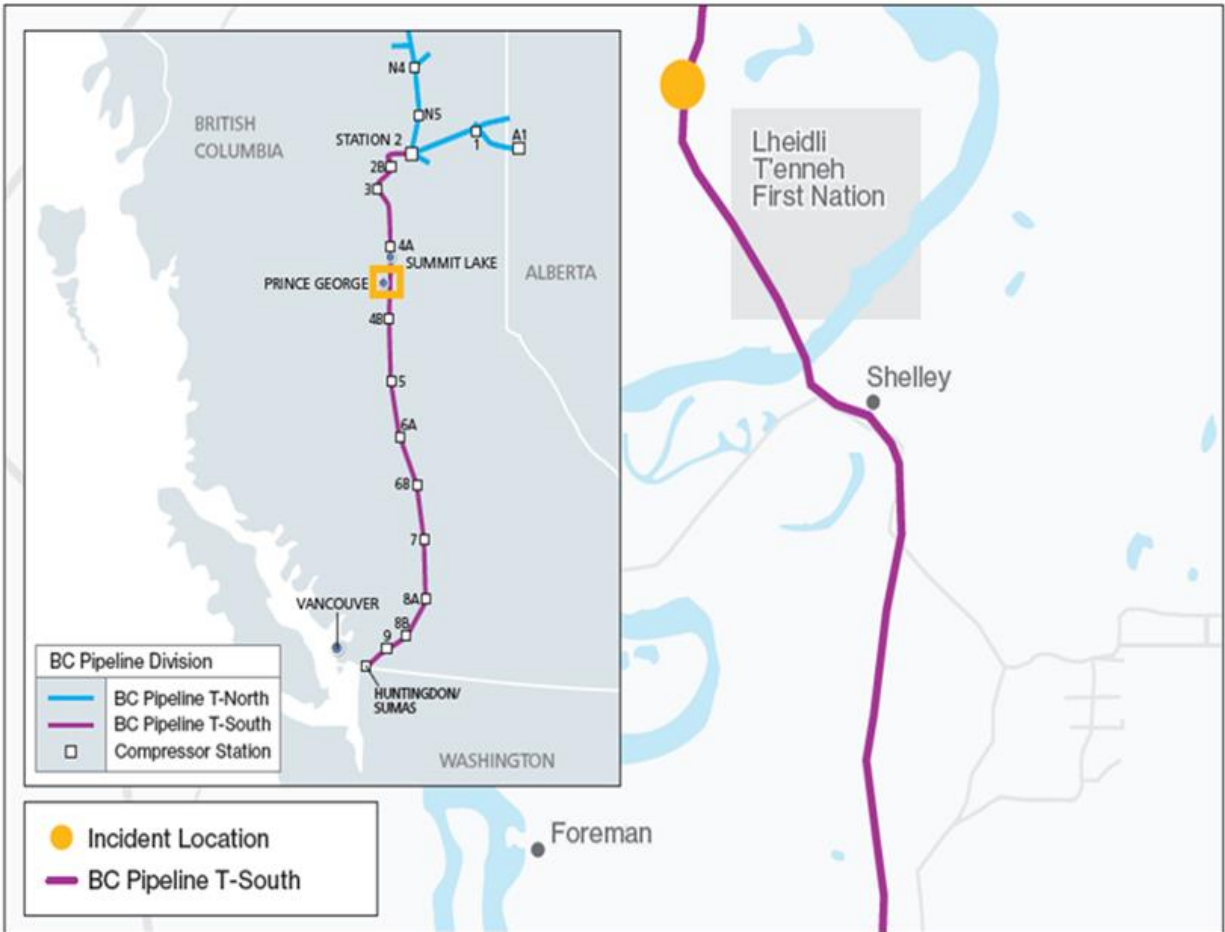 N4
BRITISH
COLUMBIA
N5
STATION 2
1
A1
2B
3
4A
SUMMIT LAKE
PRINCE GEORGE
ALBERTA
4B
5
6A
6B
7
8A
VANCOUVER
8B
9
HUNTINGDON/
SUMAS
WASHINGTON
BC Pipeline Division
BC Pipeline T-North
BC Pipeline T-South
Compressor Station
Lheidli
T'enneh
First Nation
Shelley
Foreman
Incident Location
BC Pipeline T-South